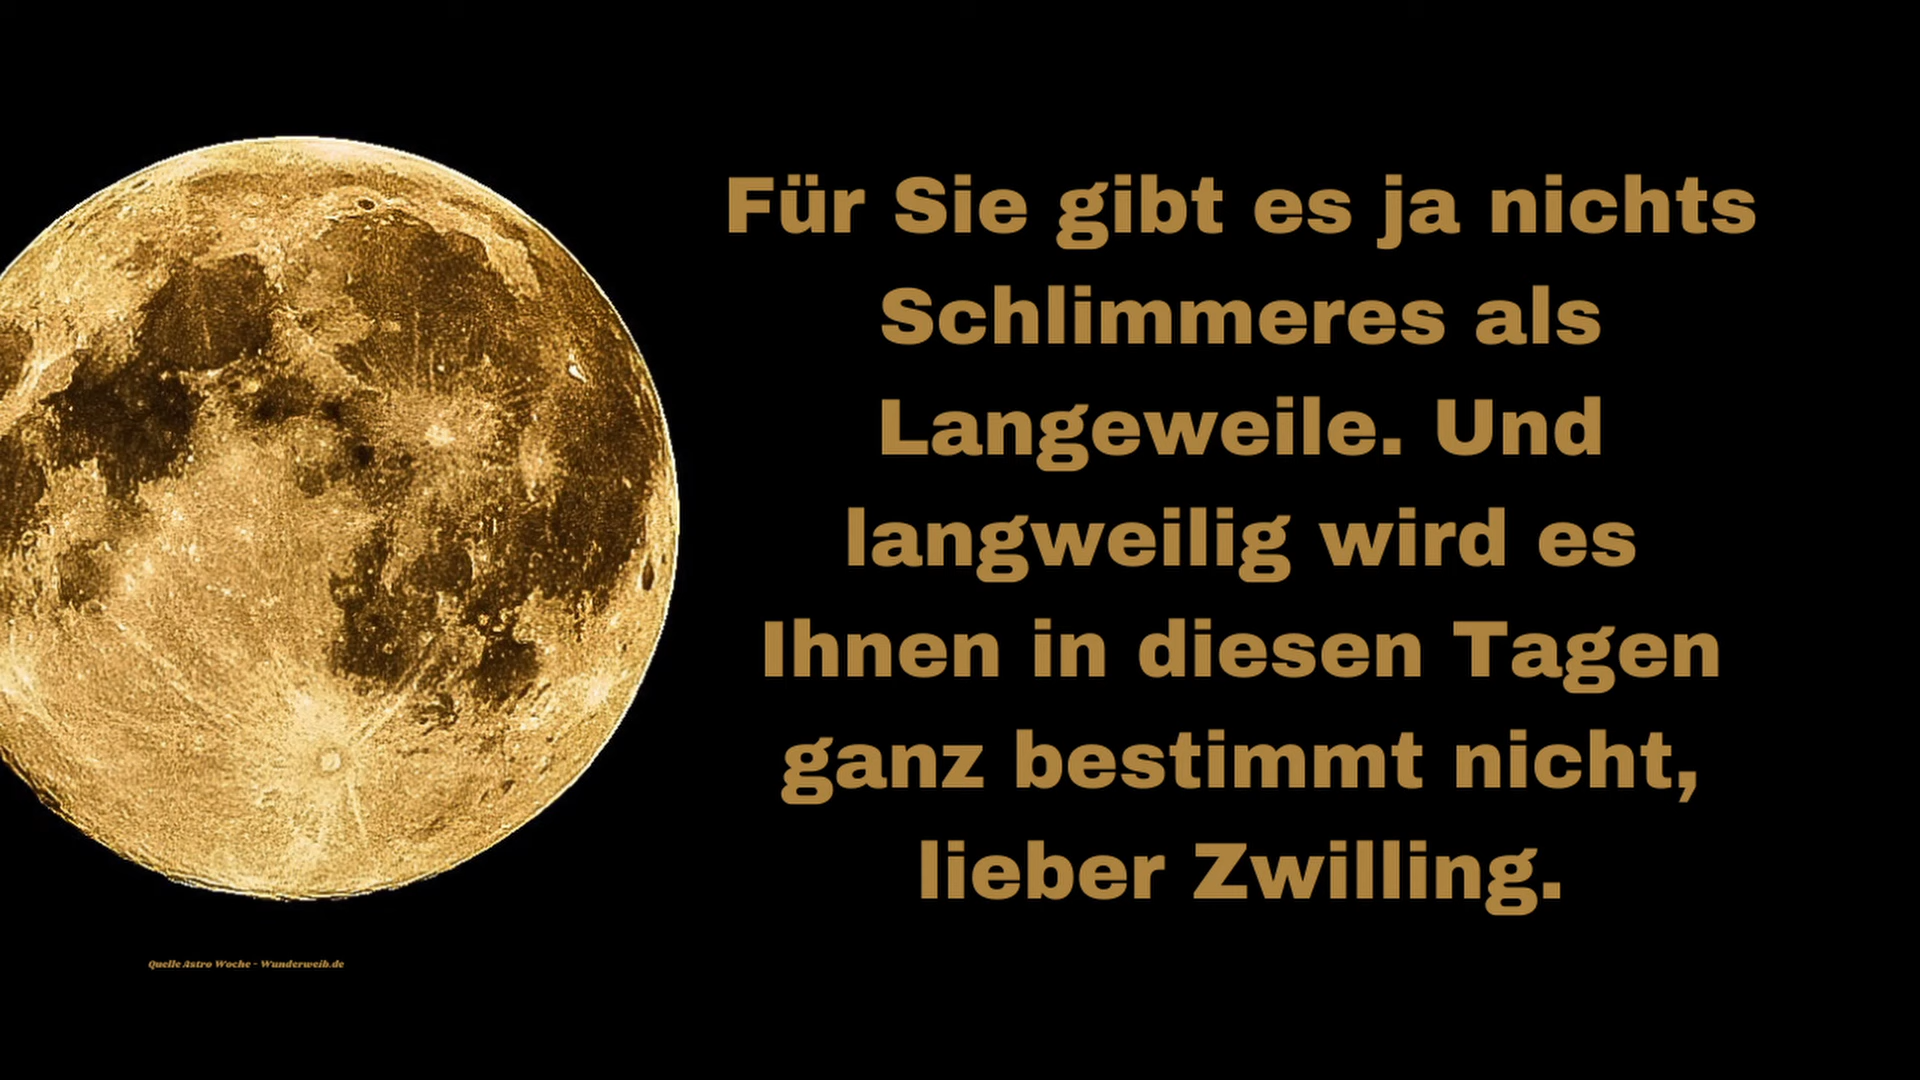 Für Sie gibt es ja nichts
Schlimmeres als
Langeweile. Und
langweilig wird es
Ihnen in diesen Tagen
ganz bestimmt nicht,
lieber Zwilling.
Quelle Astro Woche - Wunderweib.de